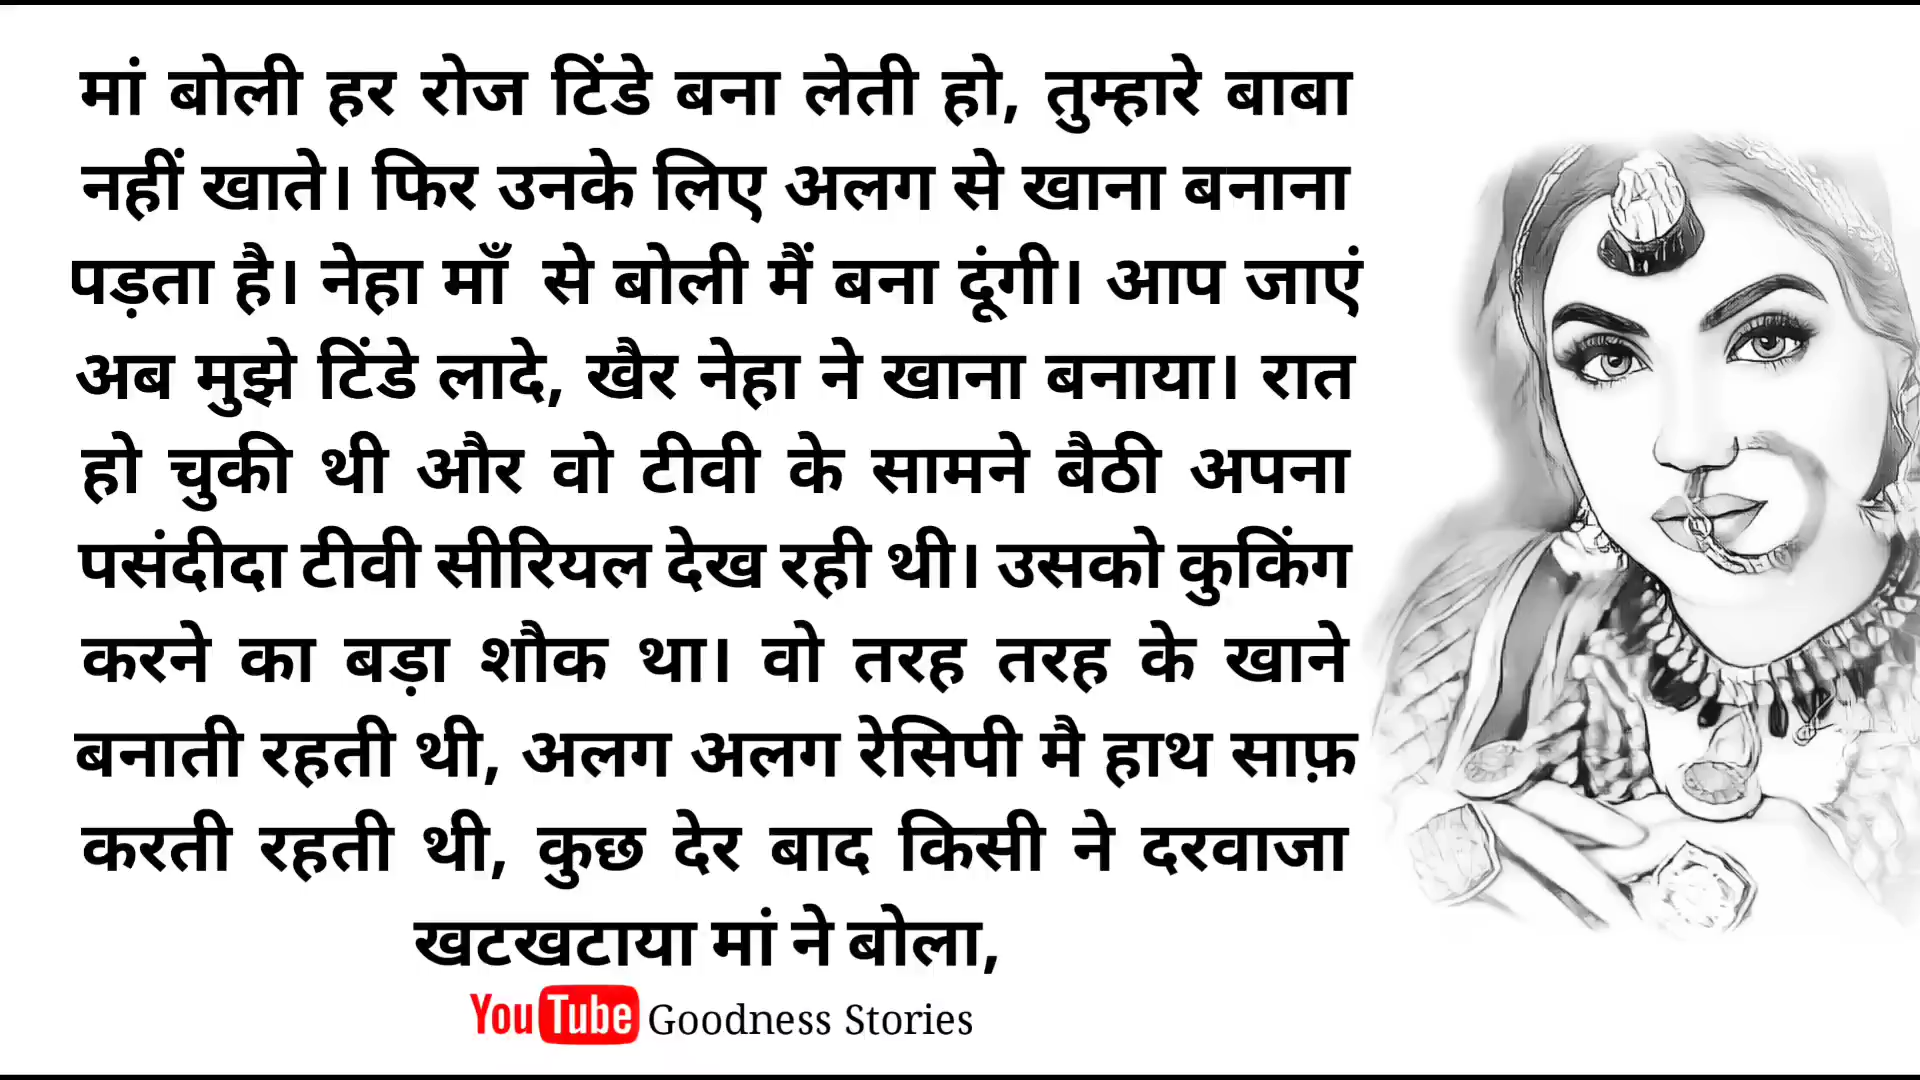 मां बोली हर रोज टिंडे बना लेती हो, तुम्हारे बाबा
नहीं खाते। फिर उनके लिए अलग से खाना बनाना
पड़ता है। नेहा माँ से बोली मैं बना दूंगी। आप जाएं
अब मुझे टिंडे लादे, खैर नेहा ने खाना बनाया। रात
हो चुकी थी और वो टीवी के सामने बैठी अपना
पसंदीदा टीवी सीरियल देख रही थी। उसको कुकिंग
करने का बड़ा शौक था। वो तरह तरह के खाने
बनाती रहती थी, अलग अलग रेसिपी मै हाथ साफ़
करती रहती थी, कुछ देर बाद किसी ने दरवाजा
खटखटाया मां ने बोला,
YouTube Goodness Stories